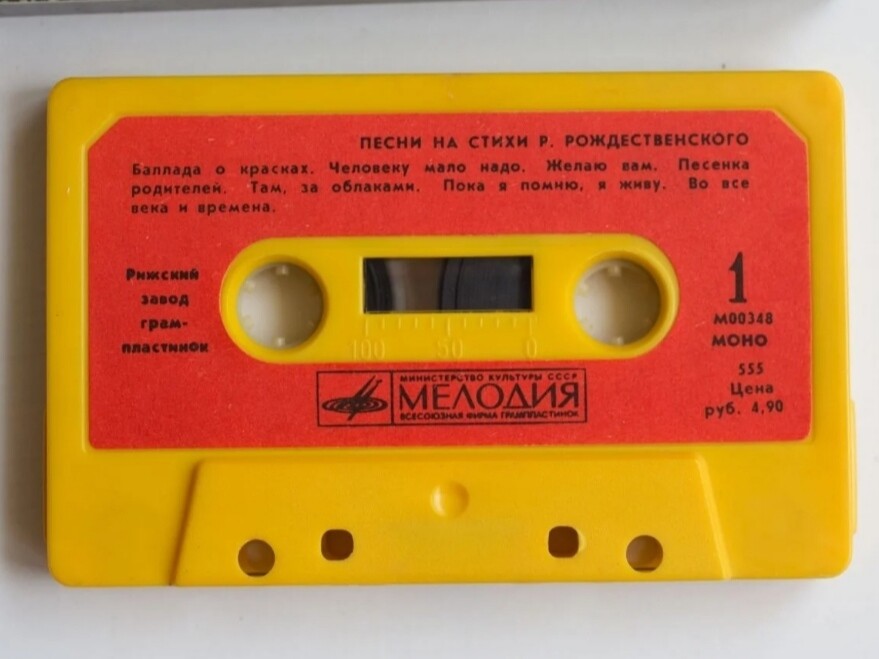 ПЕСНИ НА СТИХИ Р. РОЖДЕСТВЕНСКОГО
Баллада о красках. Человеку мало надо. Желаю вам. Песенка
родителей. Там, за облаками. Пока я помню, я живу. Во все
века и времена.
Рижский
завод
грам-
пластинок
1
М00348
МОНО
555
Цена
руб. 4,90
100 50 0
МИНИСТЕРСТВО КУЛЬТУРЫ СССР
МЕЛОДИЯ
ВСЕСОЮЗНАЯ ФИРМА ГРАМПЛАСТИНОК